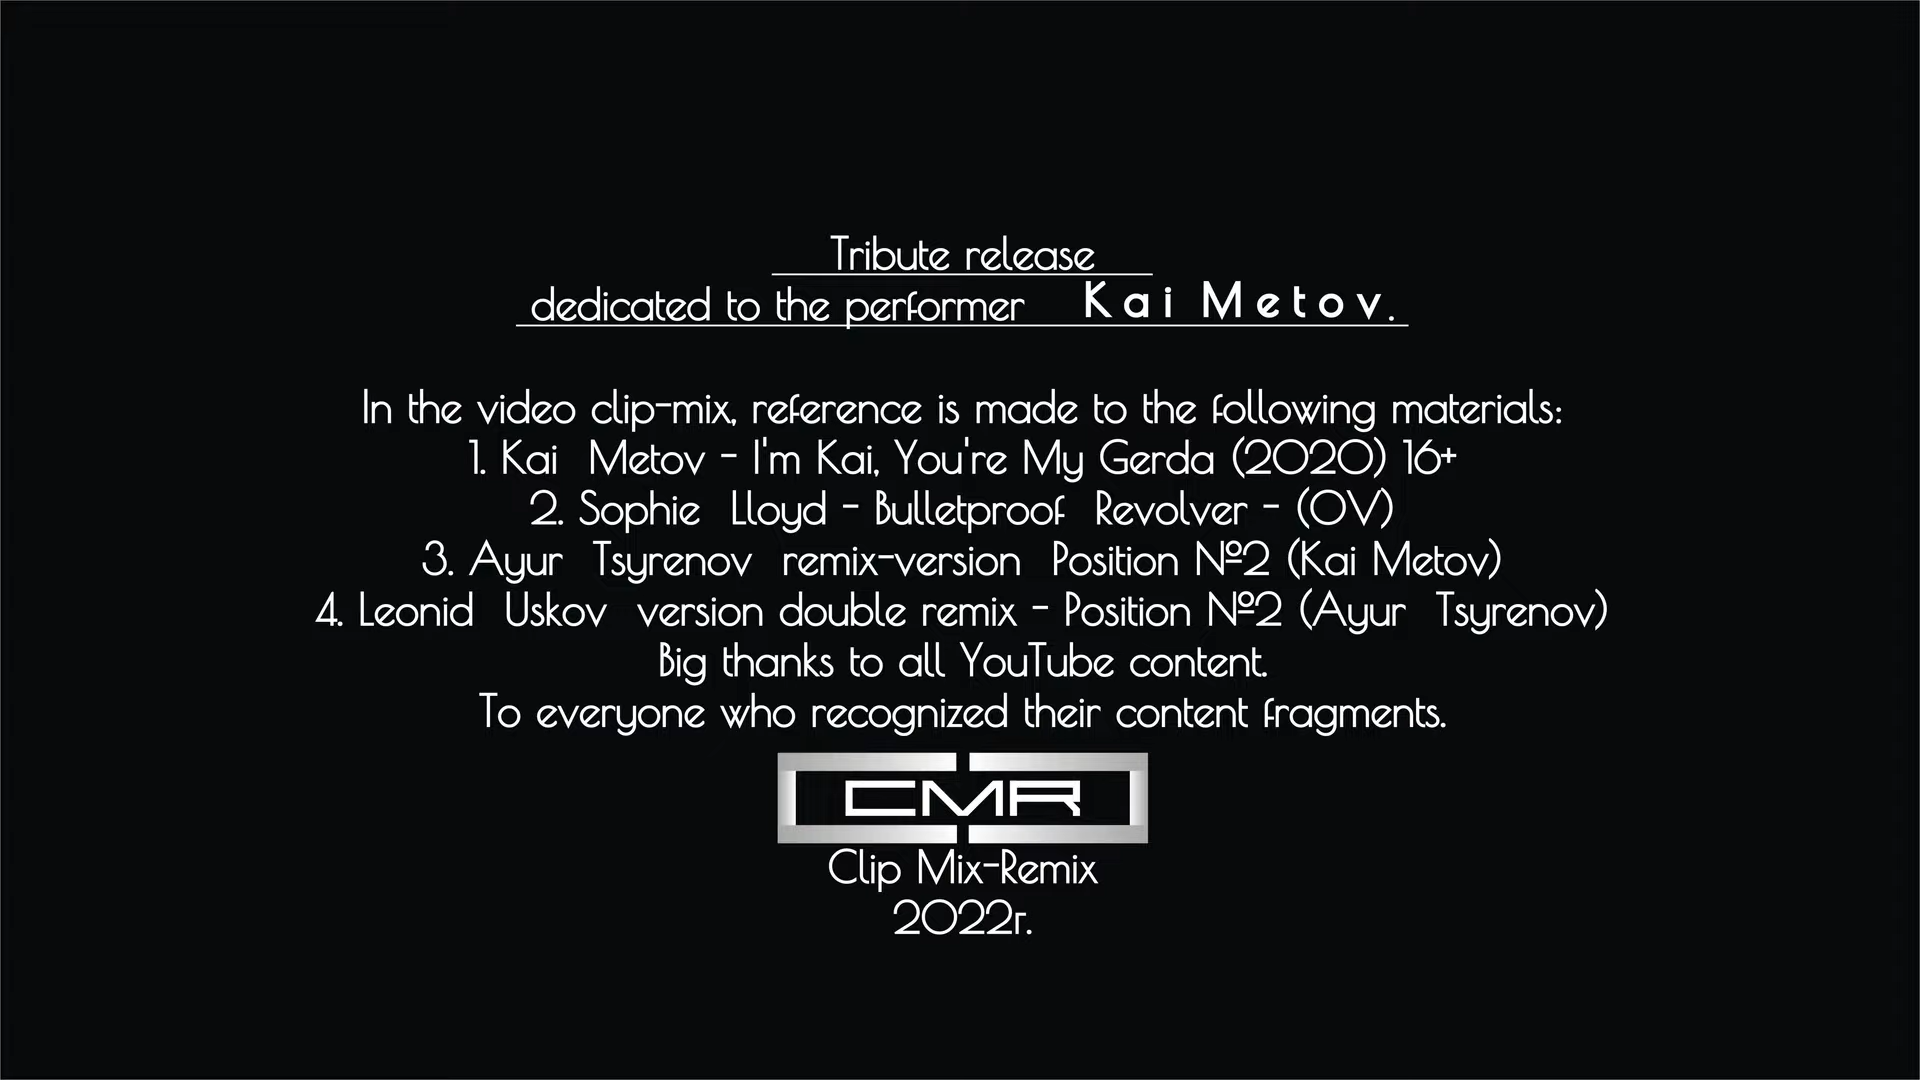 Tribute release
dedicated to the performer Kai Metov.
In the video clip-mix, reference is made to the following materials:
1. Kai Metov - I'm Kai, You're My Gerda (2020) 16+
2. Sophie Lloyd - Bulletproof Revolver - (OV)
3. Ayur Tsyrenov remix-version Position №2 (Kai Metov)
4. Leonid Uskov version double remix - Position №2 (Ayur Tsyrenov)
Big thanks to all YouTube content.
To everyone who recognized their content fragments.
CMR
Clip Mix-Remix
2022г.